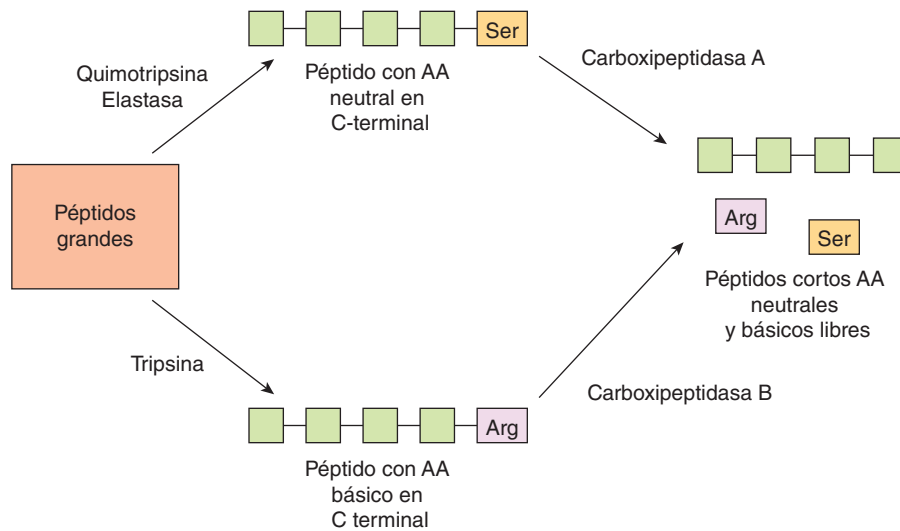 Ser
Quimotripsina
Elastasa
Péptido con AA
neutral en
C-terminal
Carboxipeptidasa A
Péptidos
grandes
Arg
Ser
Péptidos cortos AA
neutrales
y básicos libres
Tripsina
Carboxipeptidasa B
Arg
Péptido con AA
básico en
C terminal